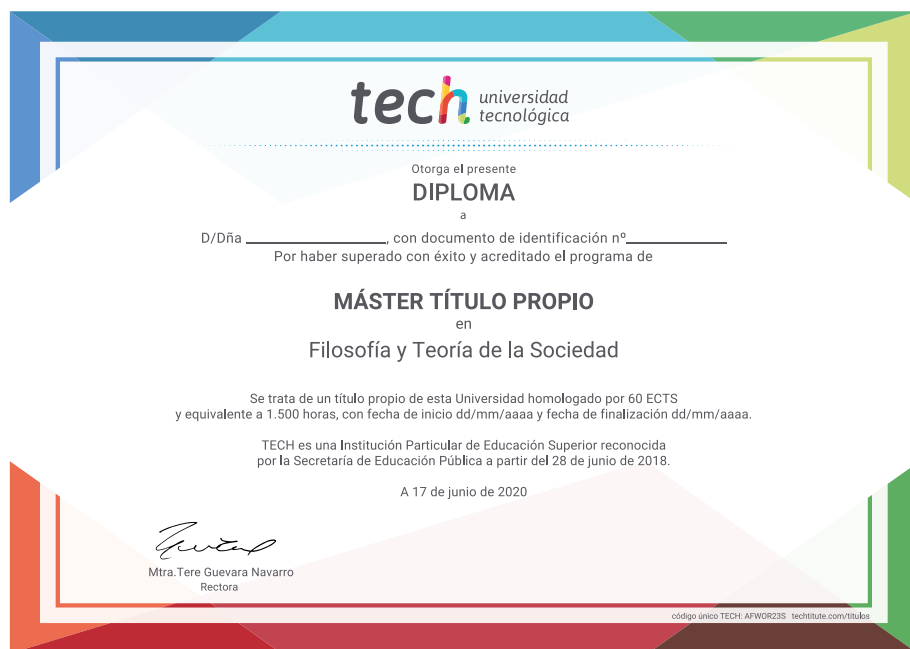 tech universidad
tecnológica
Otorga el presente
DIPLOMA
a
D/Dña ________________, con documento de identificación nº____________
Por haber superado con éxito y acreditado el programa de
MÁSTER TÍTULO PROPIO
en
Filosofía y Teoría de la Sociedad
Se trata de un título propio de esta Universidad homologado por 60 ECTS
y equivalente a 1.500 horas, con fecha de inicio dd/mm/aaaa y fecha de finalización dd/mm/aaaa.
TECH es una Institución Particular de Educación Superior reconocida
por la Secretaría de Educación Pública a partir del 28 de junio de 2018.
A 17 de junio de 2020
Mtra.Tere Guevara Navarro
Rectora
código único TECH: AFWOR23S techtitute.com/titulos